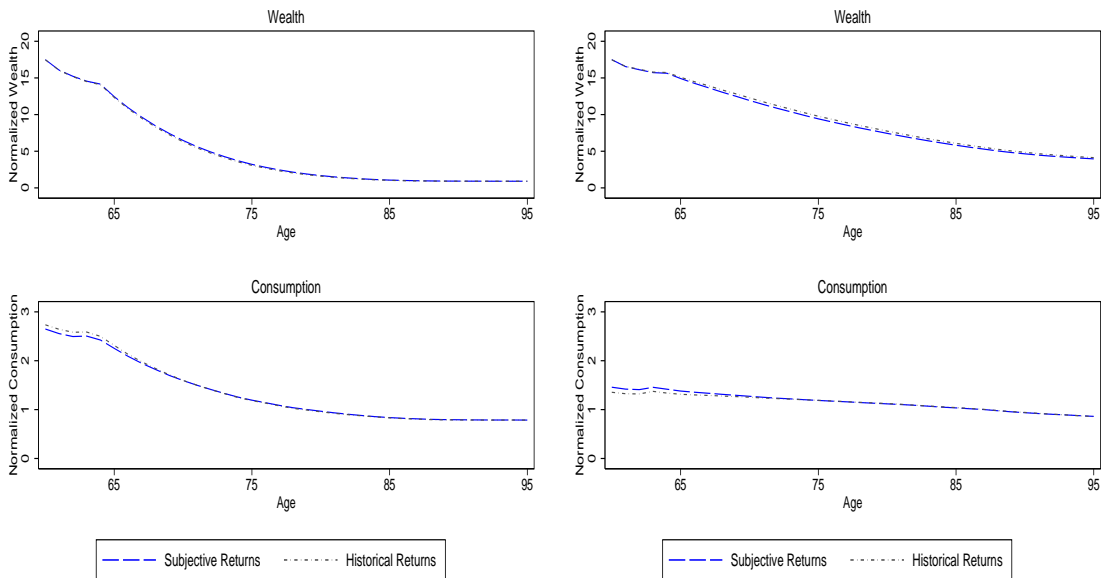 Wealth
Normalized Wealth
20
15
10
5
0
65 75 85 95
Age
Consumption
Normalized Consumption
3
2
1
0
65 75 85 95
Age
Subjective Returns Historical Returns
Wealth
Normalized Wealth
20
15
10
5
0
65 75 85 95
Age
Consumption
Normalized Consumption
3
2
1
0
65 75 85 95
Age
Subjective Returns Historical Returns